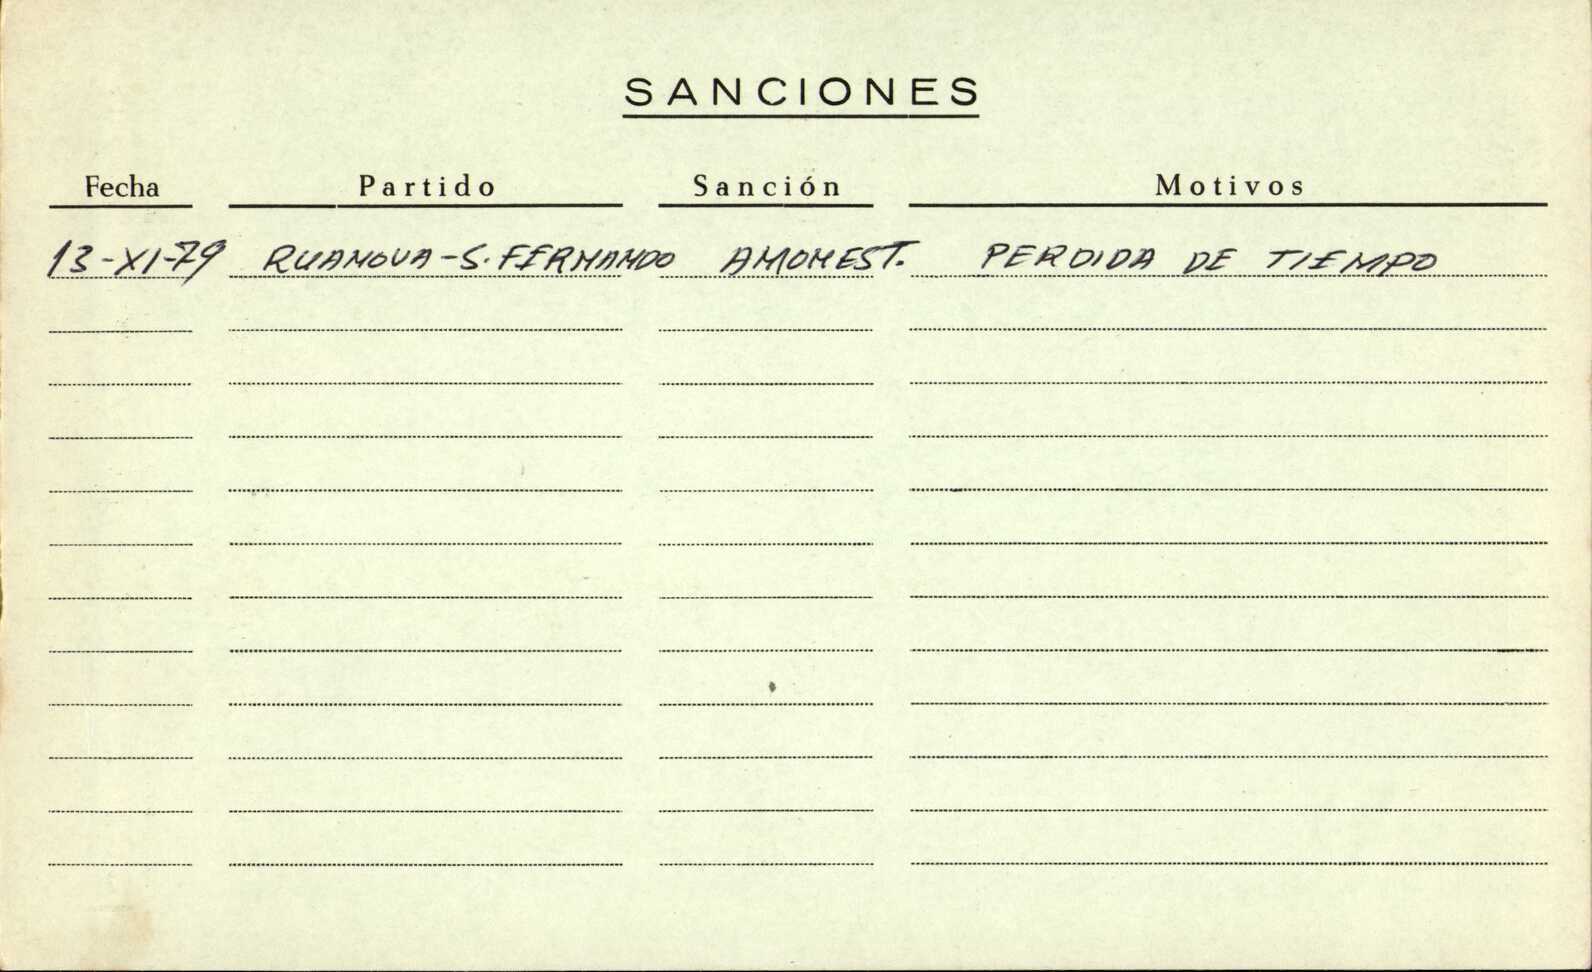 SANCIONES
Fecha Partido Sanción Motivos
13-XI-79 RUANOVA-S. FERNANDO AMONEST. PERDIDA DE TIEMPO